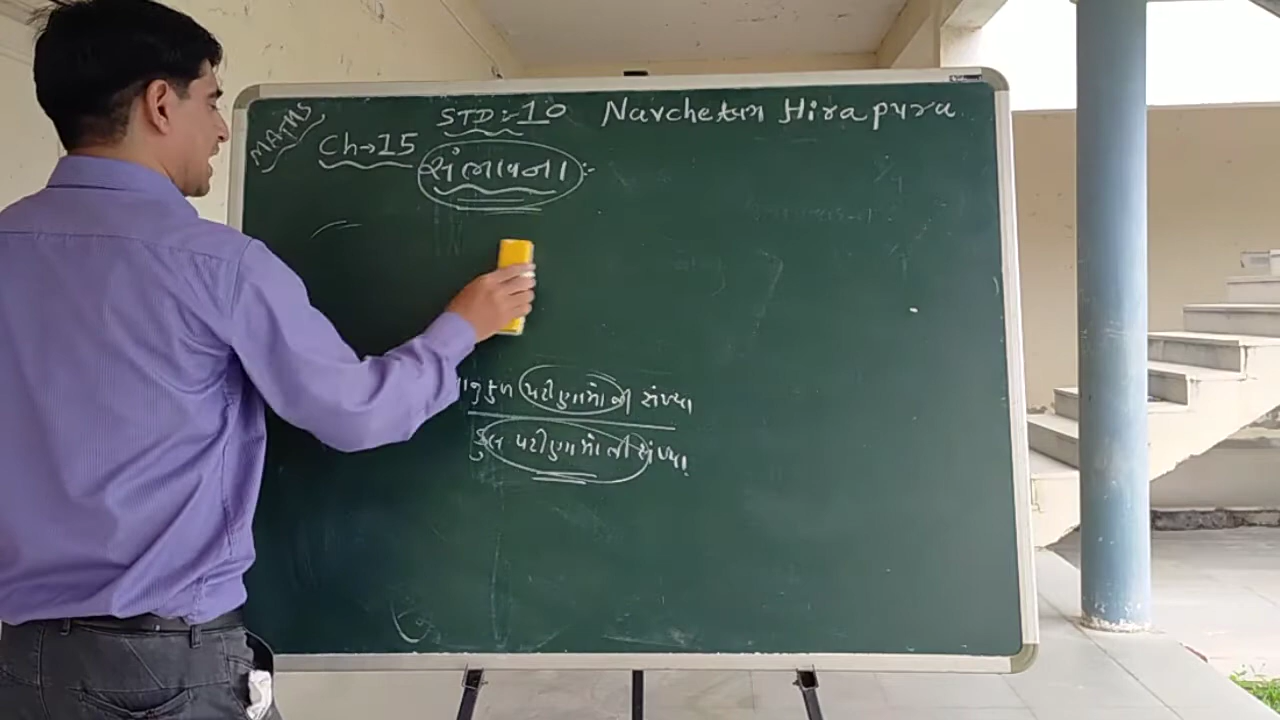 MATHS STD :- 10 Navchetan Hirapura
Ch → 15
સંભાવના :-
પરીણામોની સંખ્યા
કુલ પરીણામોની સંખ્યા